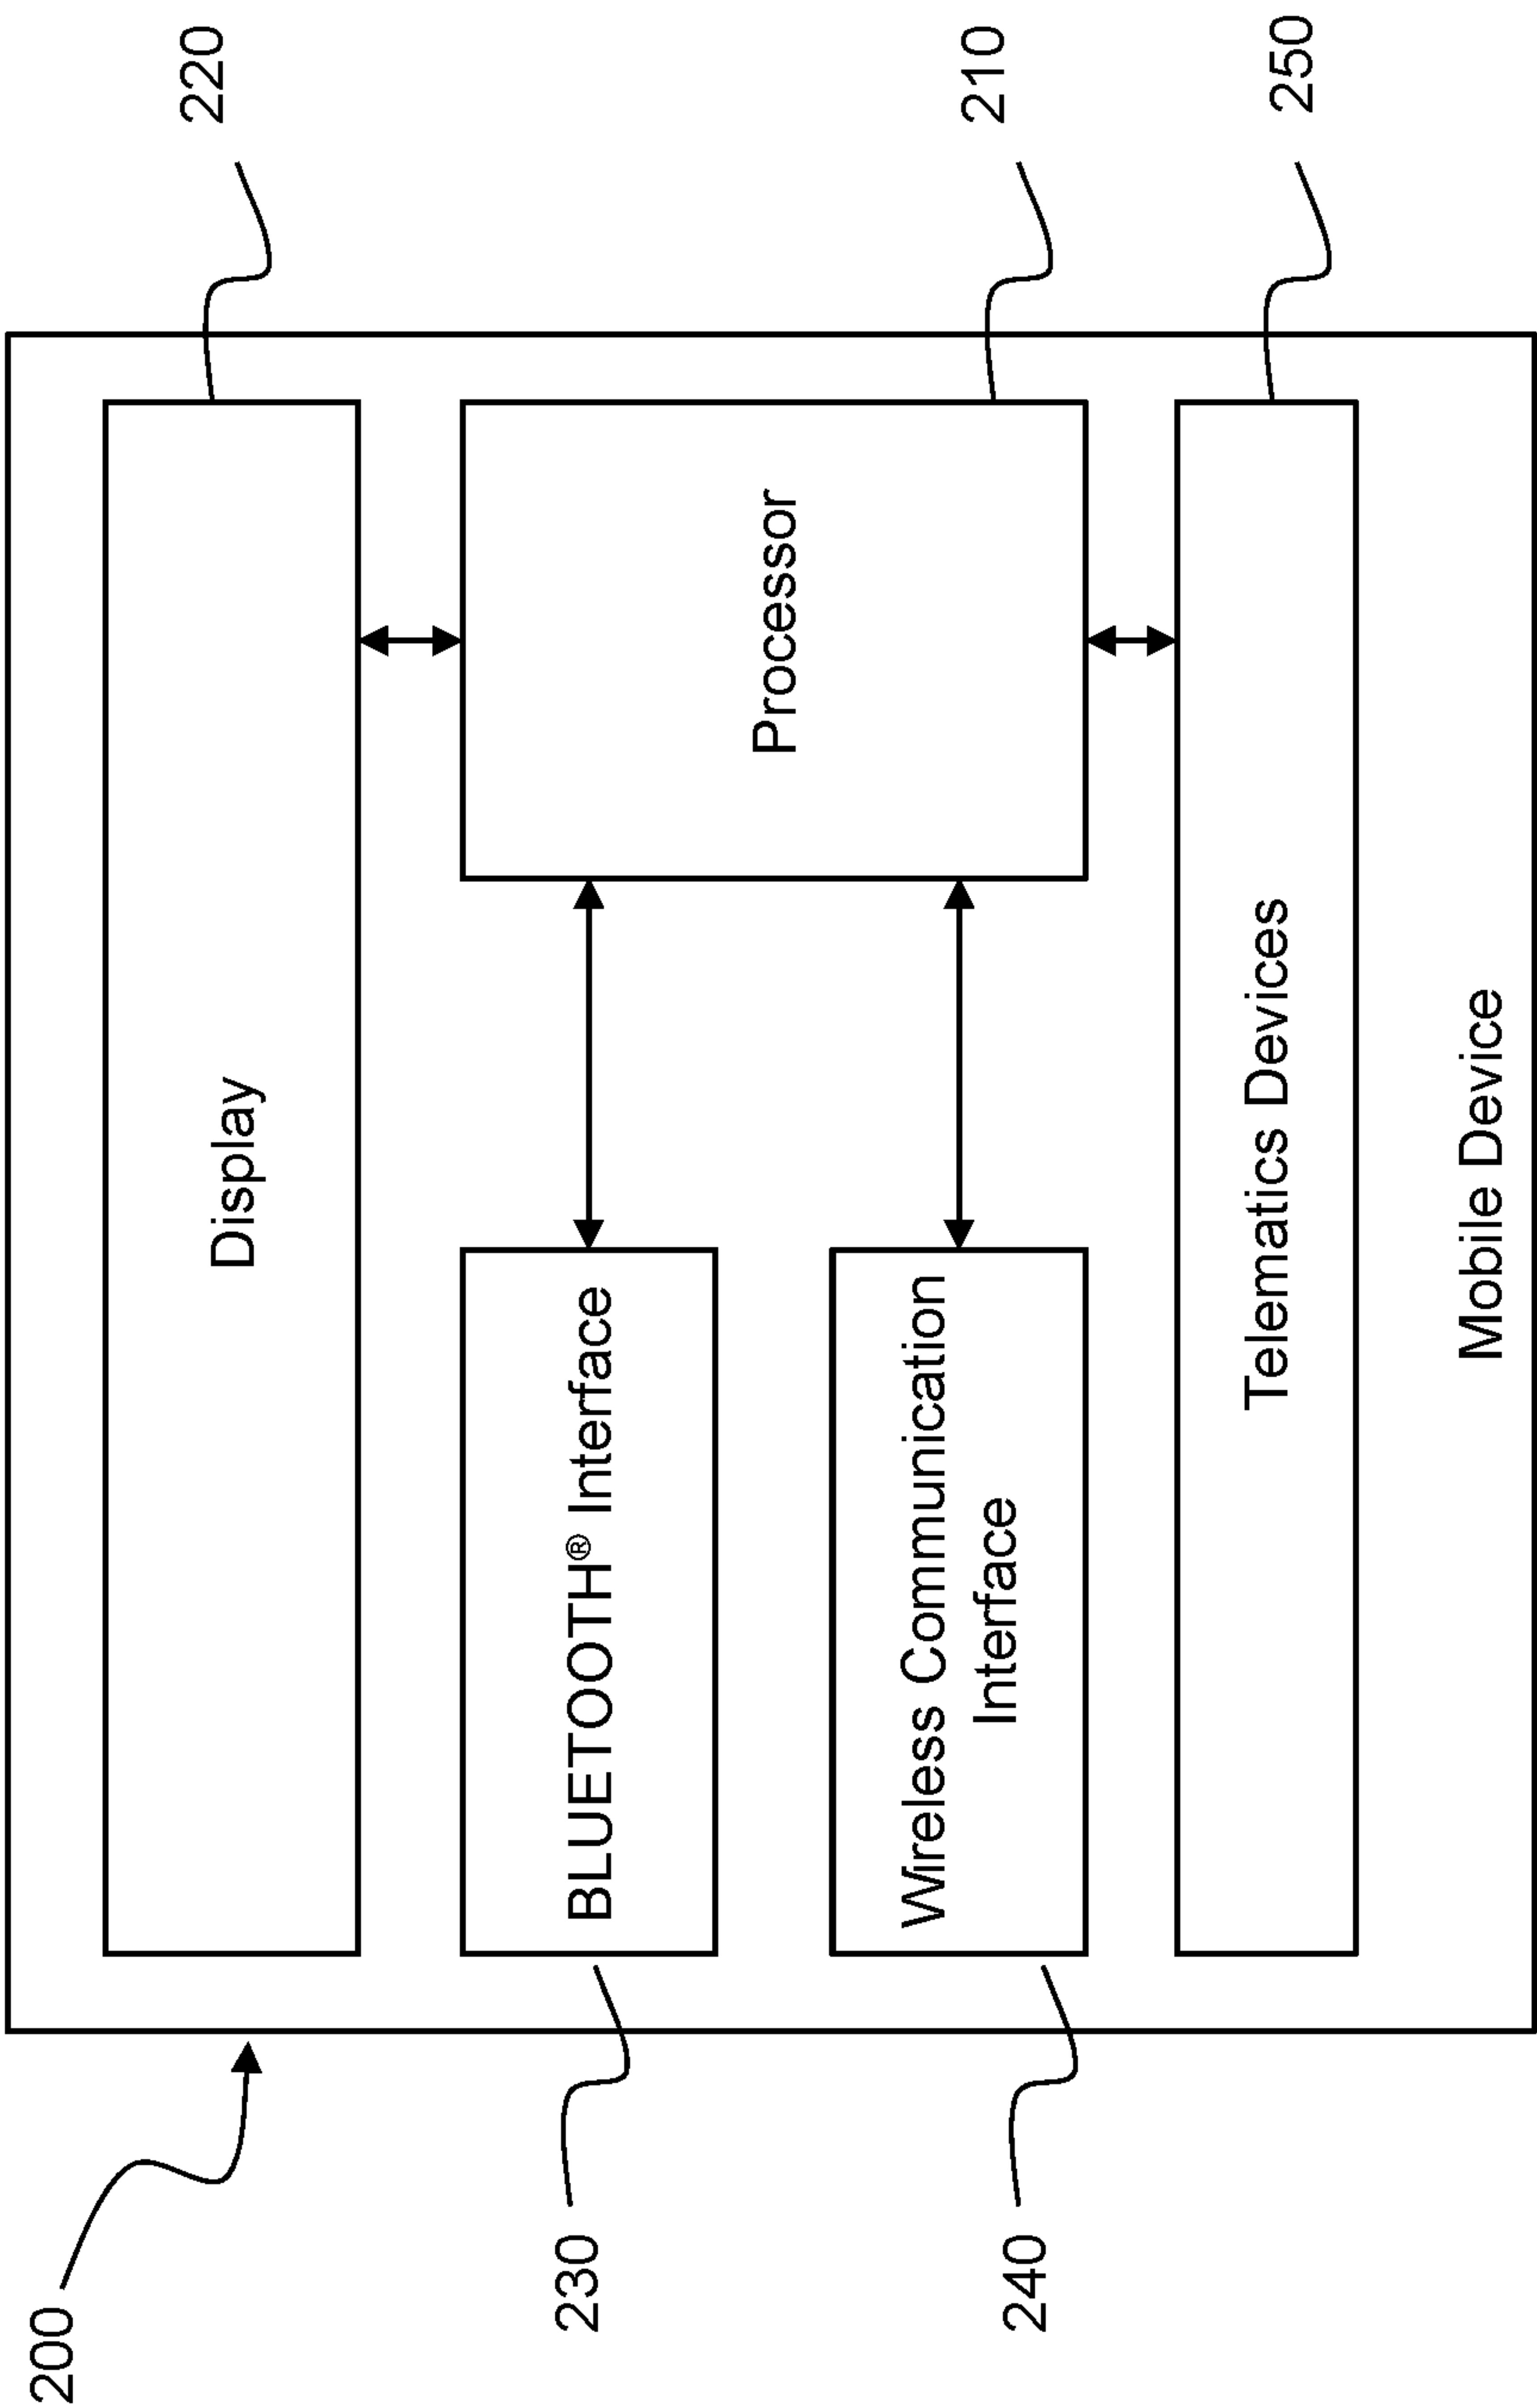 200
220
Display
230
BLUETOOTH® Interface
Processor
210
240
Wireless Communication
Interface
Telematics Devices
250
Mobile Device